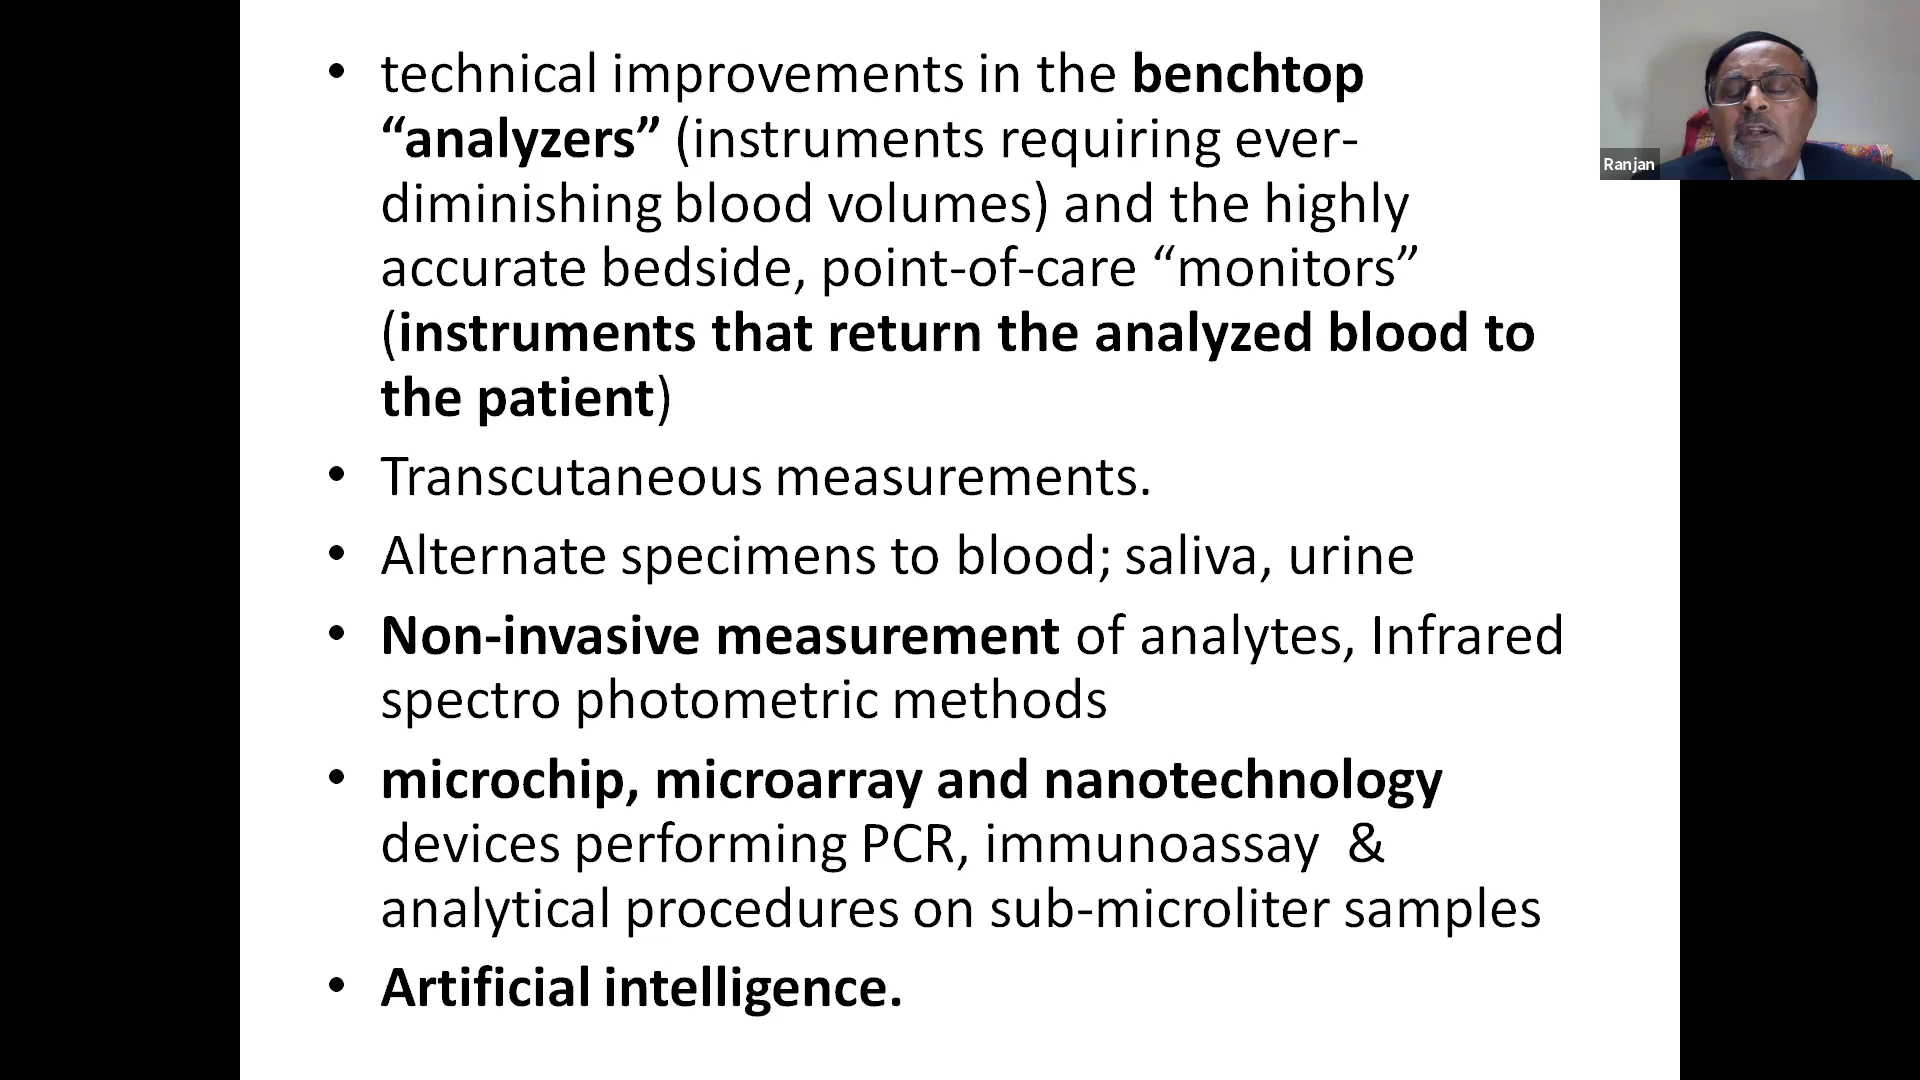 • technical improvements in the benchtop
“analyzers” (instruments requiring ever-
diminishing blood volumes) and the highly
accurate bedside, point-of-care “monitors”
(instruments that return the analyzed blood to
the patient)
• Transcutaneous measurements.
• Alternate specimens to blood; saliva, urine
• Non-invasive measurement of analytes, Infrared
spectro photometric methods
• microchip, microarray and nanotechnology
devices performing PCR, immunoassay  &
analytical procedures on sub-microliter samples
• Artificial intelligence.
Ranjan